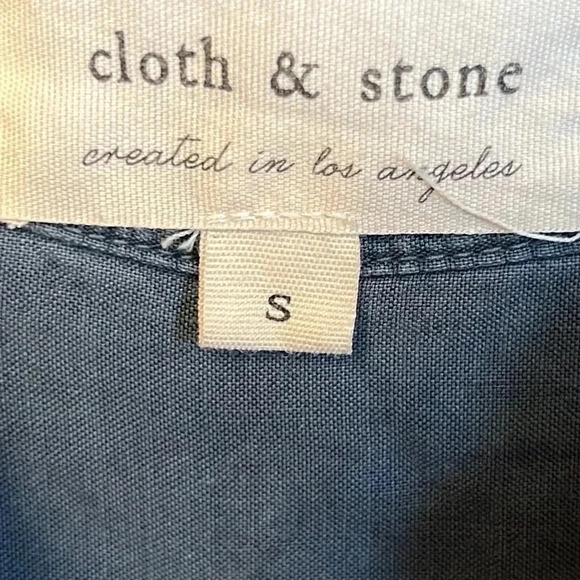 cloth & stone
created in los angeles
S